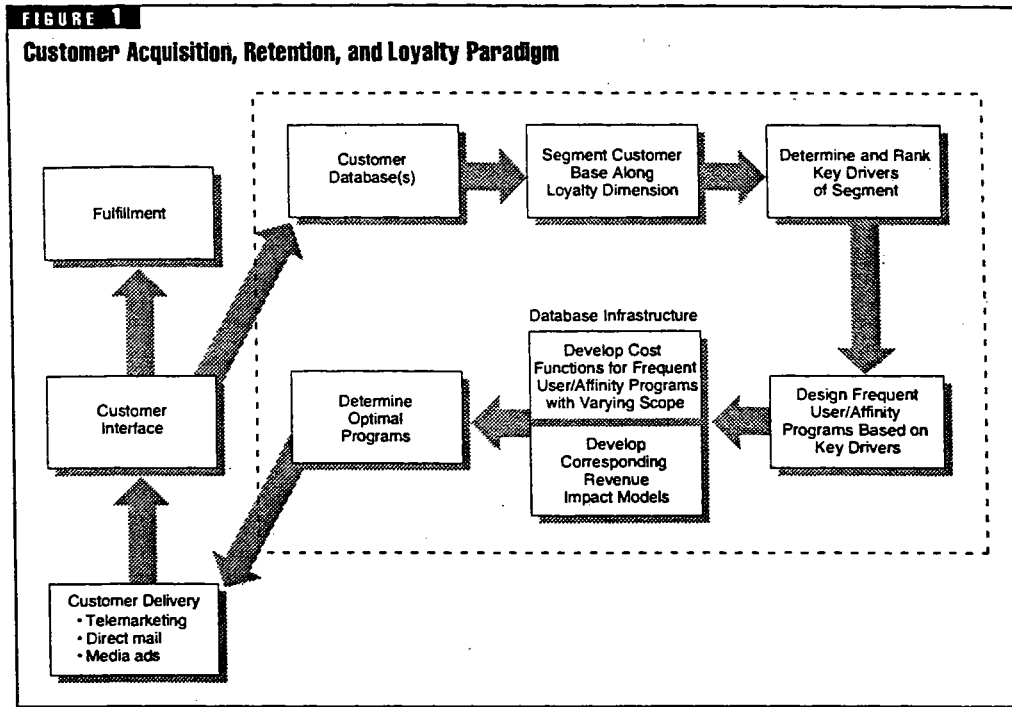 FIGURE 1
Customer Acquisition, Retention, and Loyalty Paradigm
Customer
Database(s)
Segment Customer
Base Along
Loyalty Dimension
Determine and Rank
Key Drivers
of Segment
Fulfillment
Database Infrastructure
Develop Cost
Functions for Frequent
User/Affinity Programs
with Varying Scope
Develop
Corresponding
Revenue
Impact Models
Design Frequent
User/Affinity
Programs Based on
Key Drivers
Determine
Optimal
Programs
Customer
Interface
Customer Delivery
• Telemarketing
• Direct mail
• Media ads